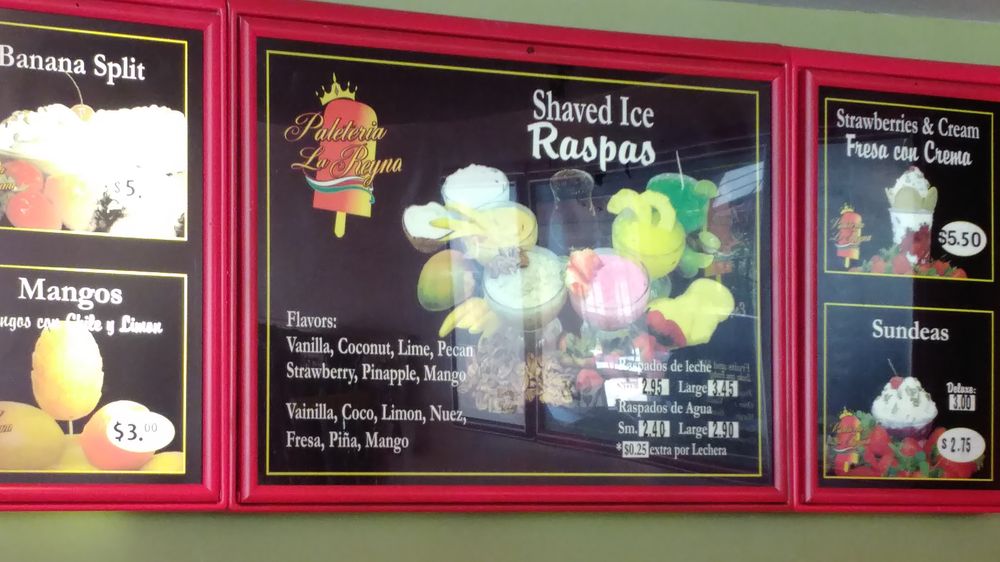 Banana Split
$5.
Mangos
ngos con Chile y Limon
$3.00
Paleteria
La Reyna
Shaved Ice
Raspas
Flavors:
Vanilla, Coconut, Lime, Pecan
Strawberry, Pinapple, Mango
Vainilla, Coco, Limon, Nuez,
Fresa, Piña, Mango
Raspados de leche
2.95 Large 3.45
Raspados de Agua
Sm. 2.40 Large 2.90
*$0.25 extra por Lechera
Strawberries & Cream
Fresa con Crema
$5.50
Sundeas
Deluxe:
3.00
$2.75